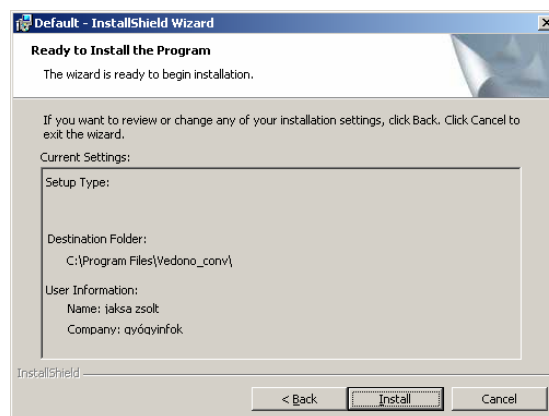 Default - InstallShield Wizard
Ready to Install the Program
The wizard is ready to begin installation.
If you want to review or change any of your installation settings, click Back. Click Cancel to
exit the wizard.
Current Settings:
Setup Type:
Destination Folder:
C:\Program Files\Vedono_conv\
User Information:
Name: jaksa zsolt
Company: gyógyinfok
InstallShield
< Back
Install
Cancel